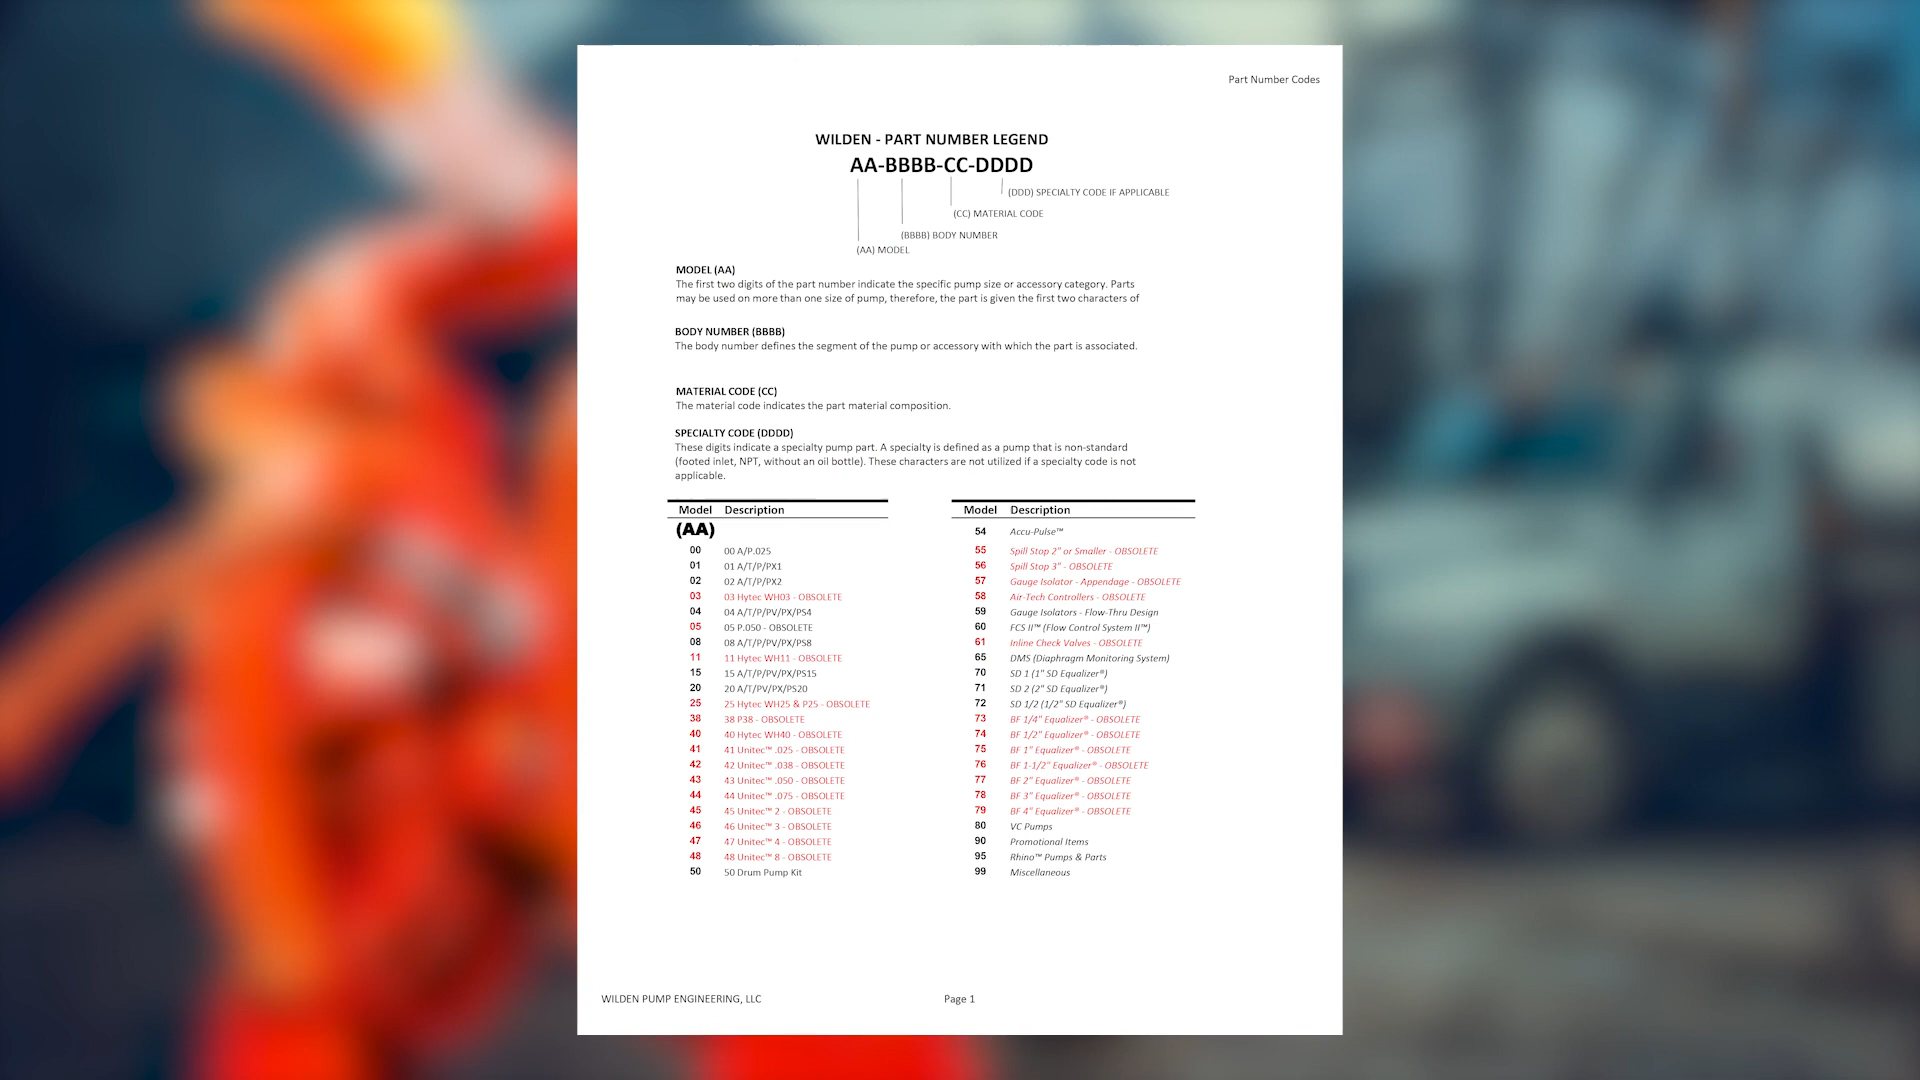 Part Number Codes
WILDEN - PART NUMBER LEGEND
AA-BBBB-CC-DDDD
(DDD) SPECIALTY CODE IF APPLICABLE
(CC) MATERIAL CODE
(BBBB) BODY NUMBER
(AA) MODEL
MODEL (AA)
The first two digits of the part number indicate the specific pump size or accessory category. Parts
may be used on more than one size of pump, therefore, the part is given the first two characters of
BODY NUMBER (BBBB)
The body number defines the segment of the pump or accessory with which the part is associated.
MATERIAL CODE (CC)
The material code indicates the part material composition.
SPECIALTY CODE (DDDD)
These digits indicate a specialty pump part. A specialty is defined as a pump that is non-standard
(footed inlet, NPT, without an oil bottle). These characters are not utilized if a specialty code is not
applicable.
Model Description
(AA)
00 00 A/P.025
01 01 A/T/P/PX1
02 02 A/T/P/PX2
03 03 Hytec WH03 - OBSOLETE
04 04 A/T/P/PV/PX/PS4
05 05 P.050 - OBSOLETE
08 08 A/T/P/PV/PX/PS8
11 11 Hytec WH11 - OBSOLETE
15 15 A/T/P/PV/PX/PS15
20 20 A/T/PV/PX/PS20
25 25 Hytec WH25 & P25 - OBSOLETE
38 38 P38 - OBSOLETE
40 40 Hytec WH40 - OBSOLETE
41 41 Unitec™ .025 - OBSOLETE
42 42 Unitec™ .038 - OBSOLETE
43 43 Unitec™ .050 - OBSOLETE
44 44 Unitec™ .075 - OBSOLETE
45 45 Unitec™ 2 - OBSOLETE
46 46 Unitec™ 3 - OBSOLETE
47 47 Unitec™ 4 - OBSOLETE
48 48 Unitec™ 8 - OBSOLETE
50 50 Drum Pump Kit
Model Description
54 Accu-Pulse™
55 Spill Stop 2" or Smaller - OBSOLETE
56 Spill Stop 3" - OBSOLETE
57 Gauge Isolator - Appendage - OBSOLETE
58 Air-Tech Controllers - OBSOLETE
59 Gauge Isolators - Flow-Thru Design
60 FCS II™ (Flow Control System II™)
61 Inline Check Valves - OBSOLETE
65 DMS (Diaphragm Monitoring System)
70 SD 1 (1" SD Equalizer®)
71 SD 2 (2" SD Equalizer®)
72 SD 1/2 (1/2" SD Equalizer®)
73 BF 1/4" Equalizer® - OBSOLETE
74 BF 1/2" Equalizer® - OBSOLETE
75 BF 1" Equalizer® - OBSOLETE
76 BF 1-1/2" Equalizer® - OBSOLETE
77 BF 2" Equalizer® - OBSOLETE
78 BF 3" Equalizer® - OBSOLETE
79 BF 4" Equalizer® - OBSOLETE
80 VC Pumps
90 Promotional Items
95 Rhino™ Pumps & Parts
99 Miscellaneous
WILDEN PUMP ENGINEERING, LLC
Page 1